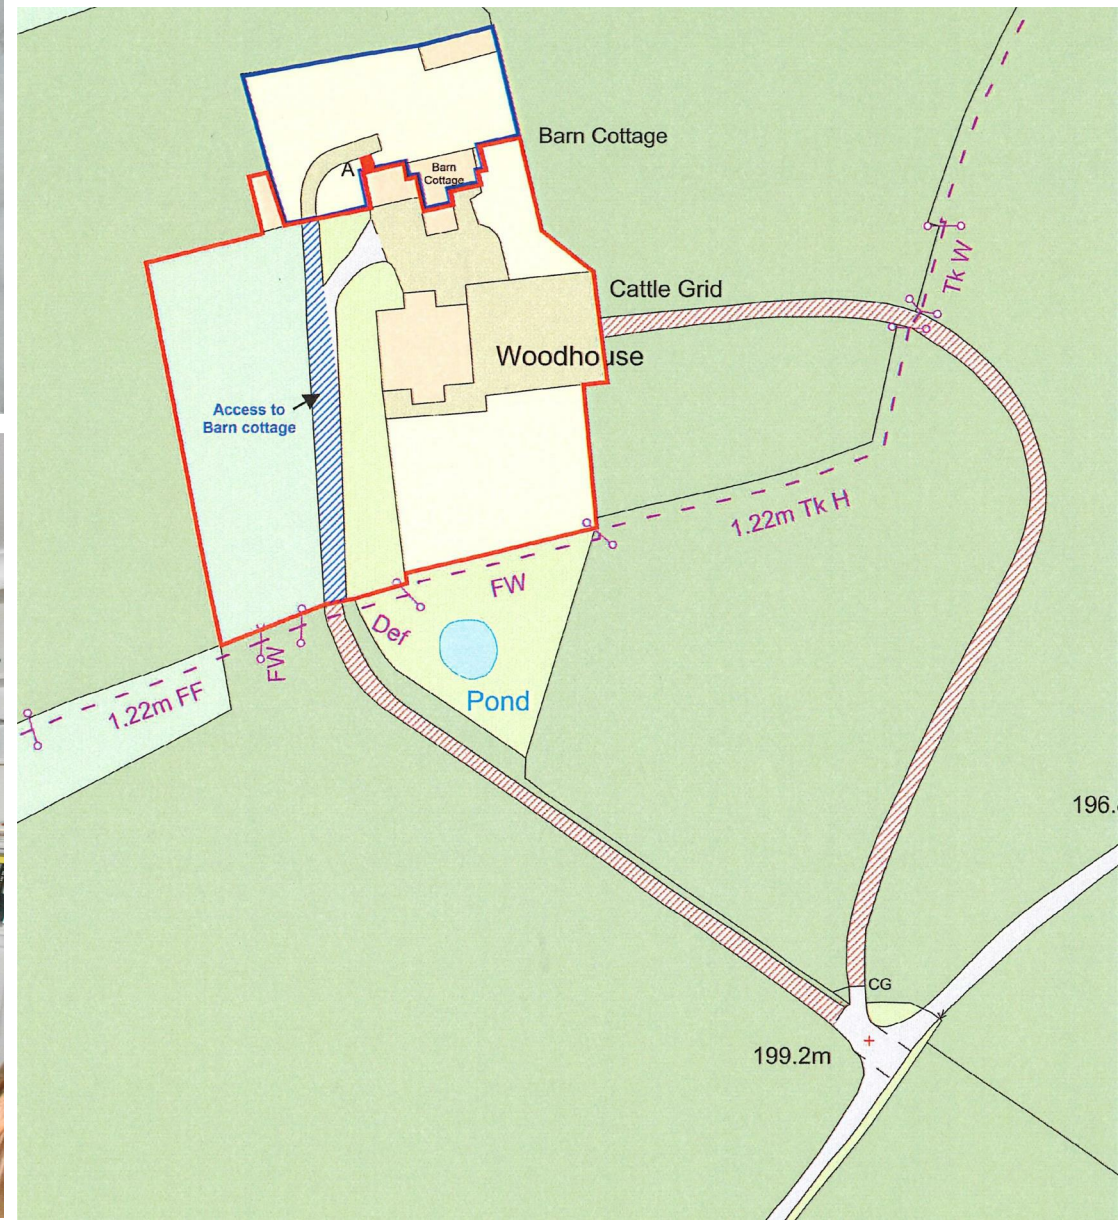 Barn Cottage
A
Barn
Cottage
Tk W
Cattle Grid
Woodhouse
Access to
Barn cottage
1.22m Tk H
FW
Def
FW
1.22m FF
Pond
CG
199.2m